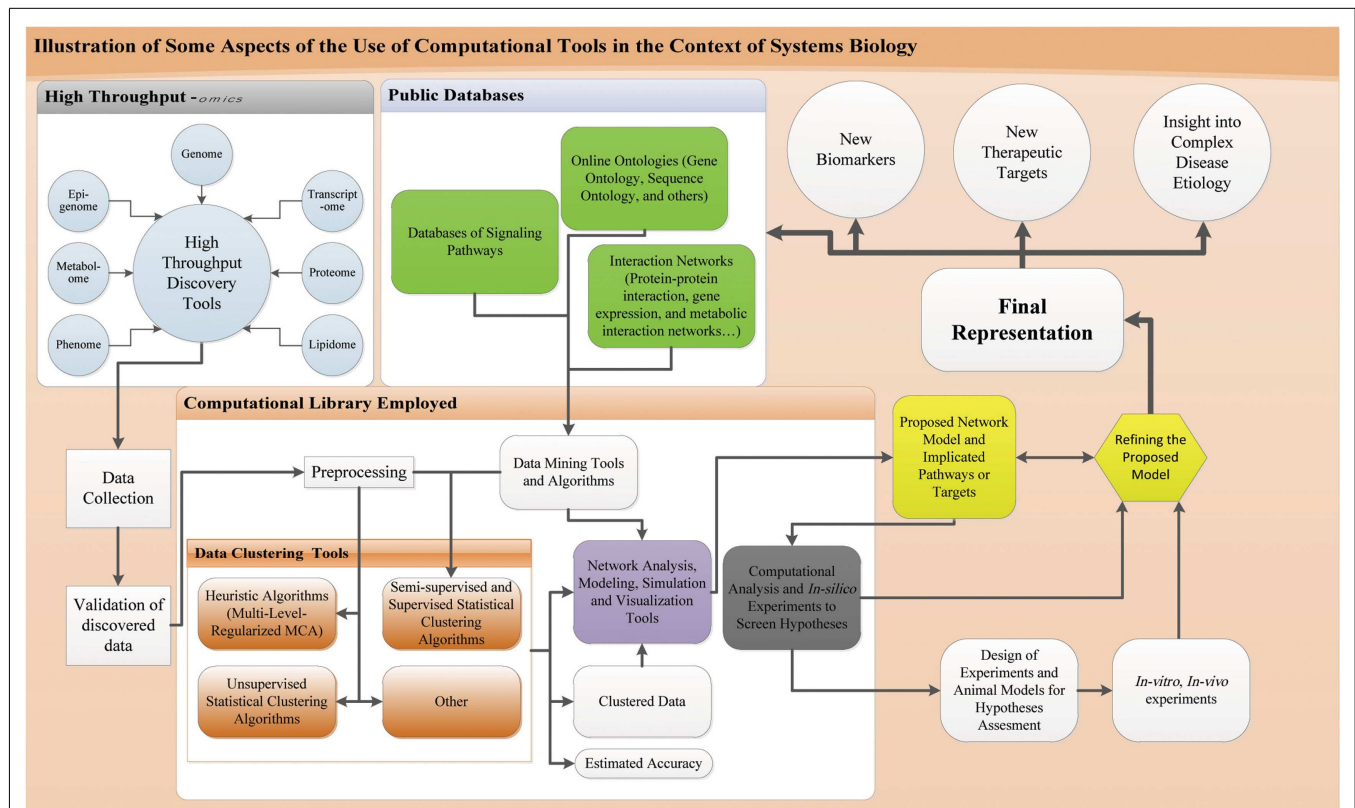 Illustration of Some Aspects of the Use of Computational Tools in the Context of Systems Biology
High Throughput -omics
Genome
Epi-
genome
Transcript
-ome
High
Throughput
Discovery
Tools
Metabol-
ome
Proteome
Phenome
Lipidome
Public Databases
Online Ontologies (Gene
Ontology, Sequence
Ontology, and others)
Databases of Signaling
Pathways
Interaction Networks
(Protein-protein
interaction, gene
expression, and metabolic
interaction networks…)
New
Biomarkers
New
Therapeutic
Targets
Insight into
Complex
Disease
Etiology
Final
Representation
Data
Collection
Validation of
discovered
data
Computational Library Employed
Preprocessing
Data Mining Tools
and Algorithms
Data Clustering Tools
Heuristic Algorithms
(Multi-Level-
Regularized MCA)
Semi-supervised and
Supervised Statistical
Clustering
Algorithms
Unsupervised
Statistical Clustering
Algorithms
Other
Network Analysis,
Modeling, Simulation
and Visualization
Tools
Clustered Data
Estimated Accuracy
Proposed Network
Model and
Implicated
Pathways or
Targets
Refining the
Proposed
Model
Computational
Analysis and In-silico
Experiments to
Screen Hypotheses
Design of
Experiments and
Animal Models for
Hypotheses
Assesment
In-vitro, In-vivo
experiments